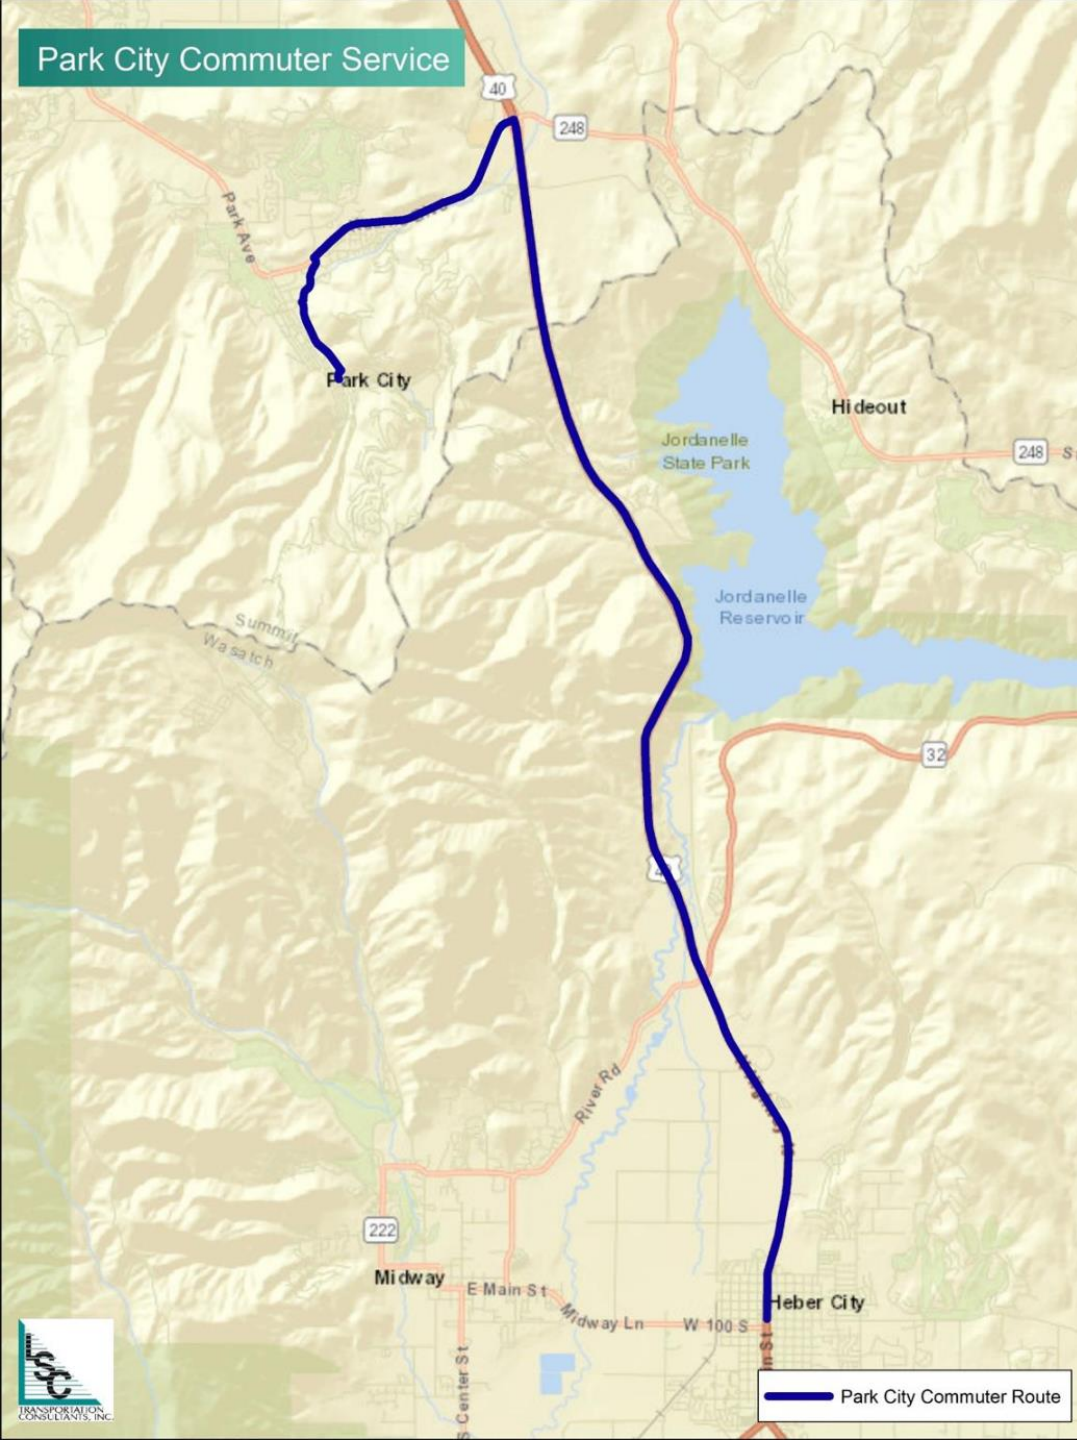 Park City Commuter Service
40
248
Park Ave
Park City
Hideout
Jordanelle
State Park
248
Jordanelle
Reservoir
Summit
Wasatch
32
River Rd
222
Midway
E Main St
Midway Ln
W 100 S
Heber City
S Center St
LSC
TRANSPORTATION
CONSULTANTS, INC.
Park City Commuter Route